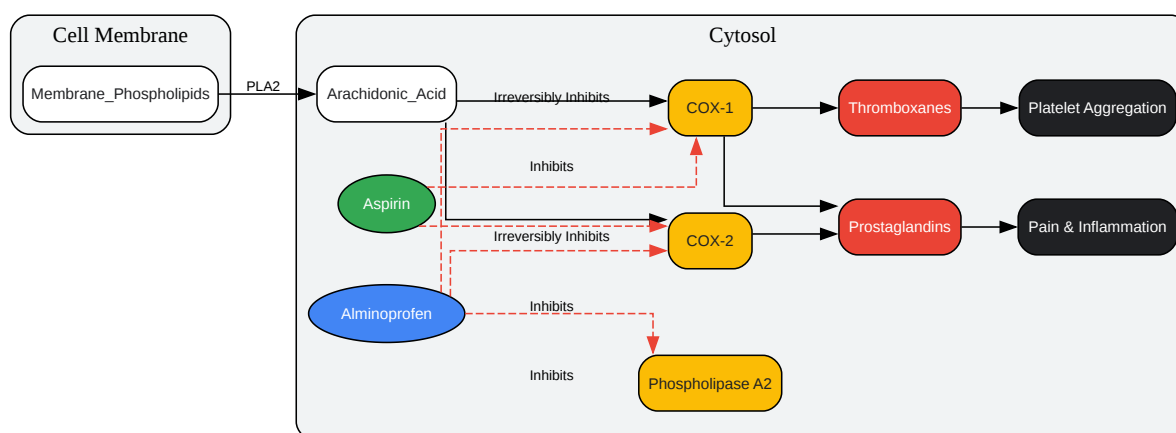 Cell Membrane
Cytosol
Membrane_Phospholipids
PLA2
Arachidonic_Acid
Irreversibly Inhibits
COX-1
Thromboxanes
Platelet Aggregation
Inhibits
Aspirin
Irreversibly Inhibits
COX-2
Prostaglandins
Pain & Inflammation
Alminoprofen
Inhibits
Inhibits
Phospholipase A2